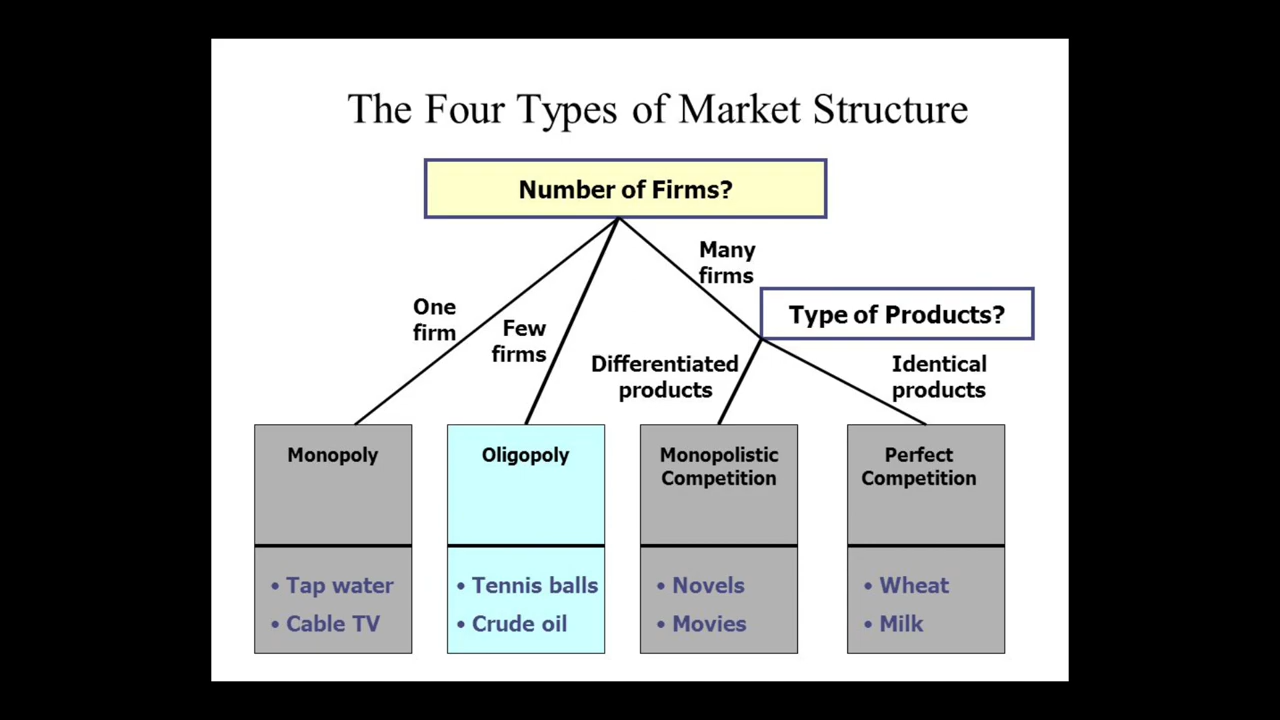 The Four Types of Market Structure
Number of Firms?
Many
firms
Type of Products?
One
firm
Few
firms
Differentiated
products
Identical
products
Monopoly
Oligopoly
Monopolistic
Competition
Perfect
Competition
• Tap water
• Cable TV
• Tennis balls
• Crude oil
• Novels
• Movies
• Wheat
• Milk